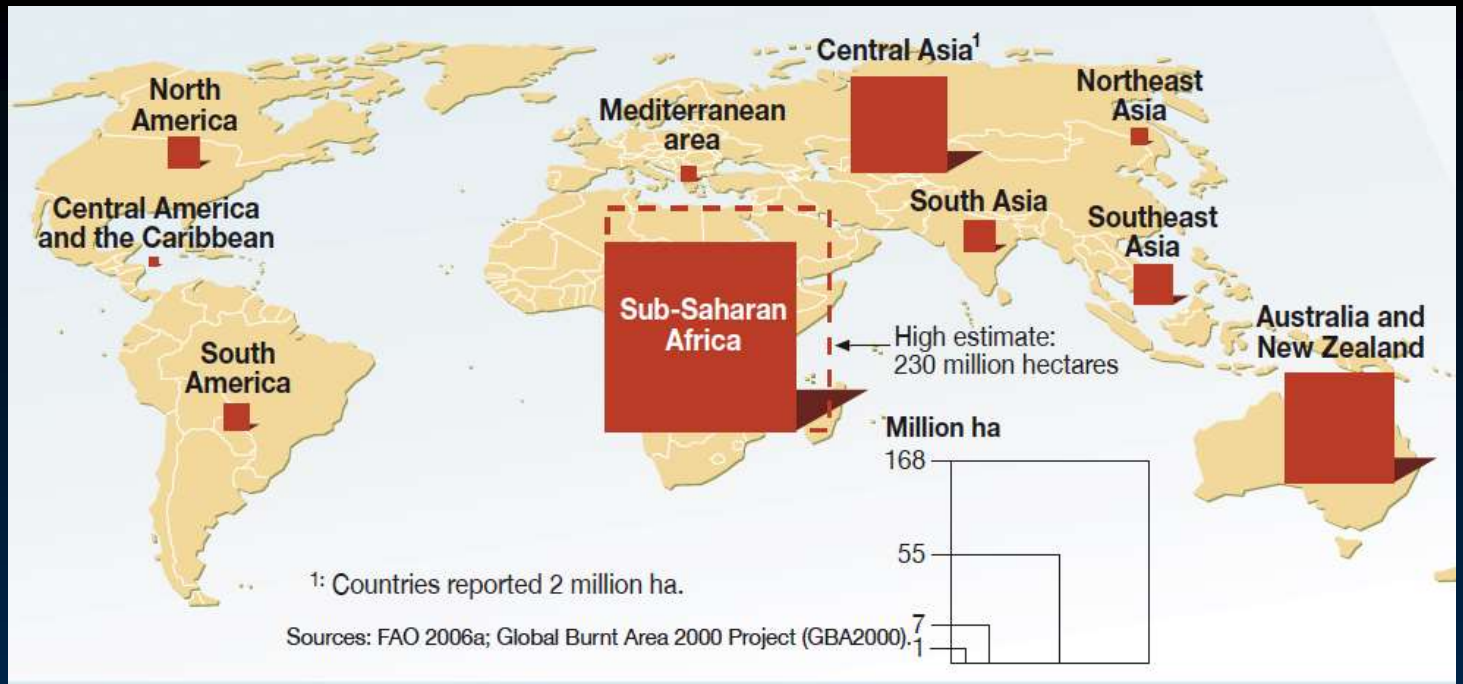 North
America
Central America
and the Caribbean
South
America
Mediterranean
area
Central Asia¹
Northeast
Asia
South Asia
Southeast
Asia
Sub-Saharan
Africa
High estimate:
230 million hectares
Australia and
New Zealand
Million ha
168
55
7
1
¹: Countries reported 2 million ha.
Sources: FAO 2006a; Global Burnt Area 2000 Project (GBA2000).